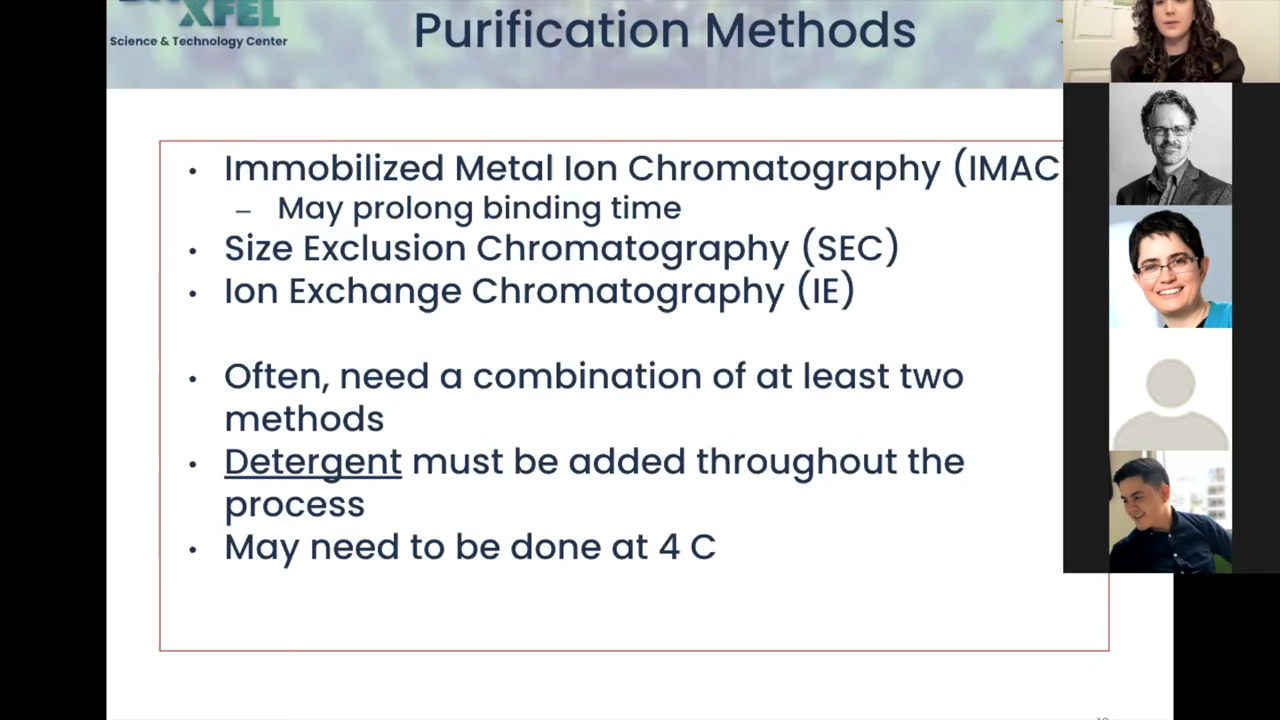 XFEL
Science & Technology Center
Purification Methods
• Immobilized Metal Ion Chromatography (IMAC
– May prolong binding time
• Size Exclusion Chromatography (SEC)
• Ion Exchange Chromatography (IE)
• Often, need a combination of at least two
methods
• Detergent must be added throughout the
process
• May need to be done at 4 C